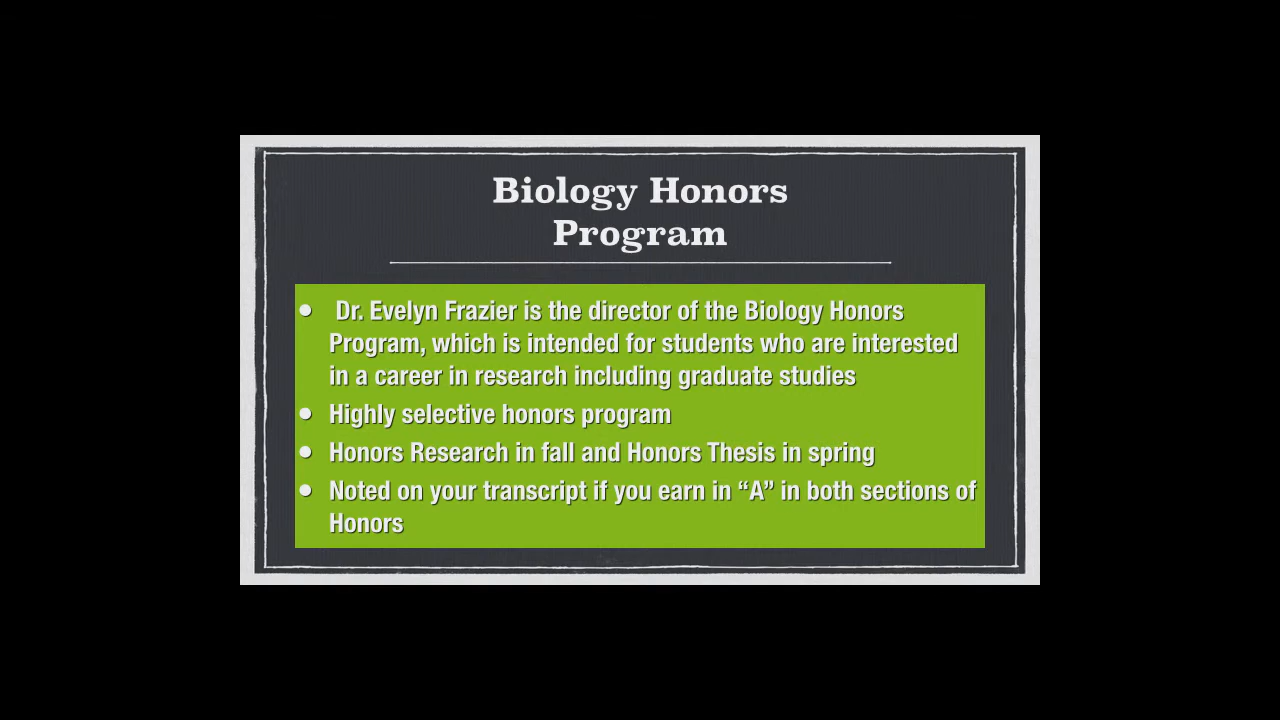 Biology Honors
Program
• Dr. Evelyn Frazier is the director of the Biology Honors
Program, which is intended for students who are interested
in a career in research including graduate studies
• Highly selective honors program
• Honors Research in fall and Honors Thesis in spring
• Noted on your transcript if you earn in “A” in both sections of
Honors